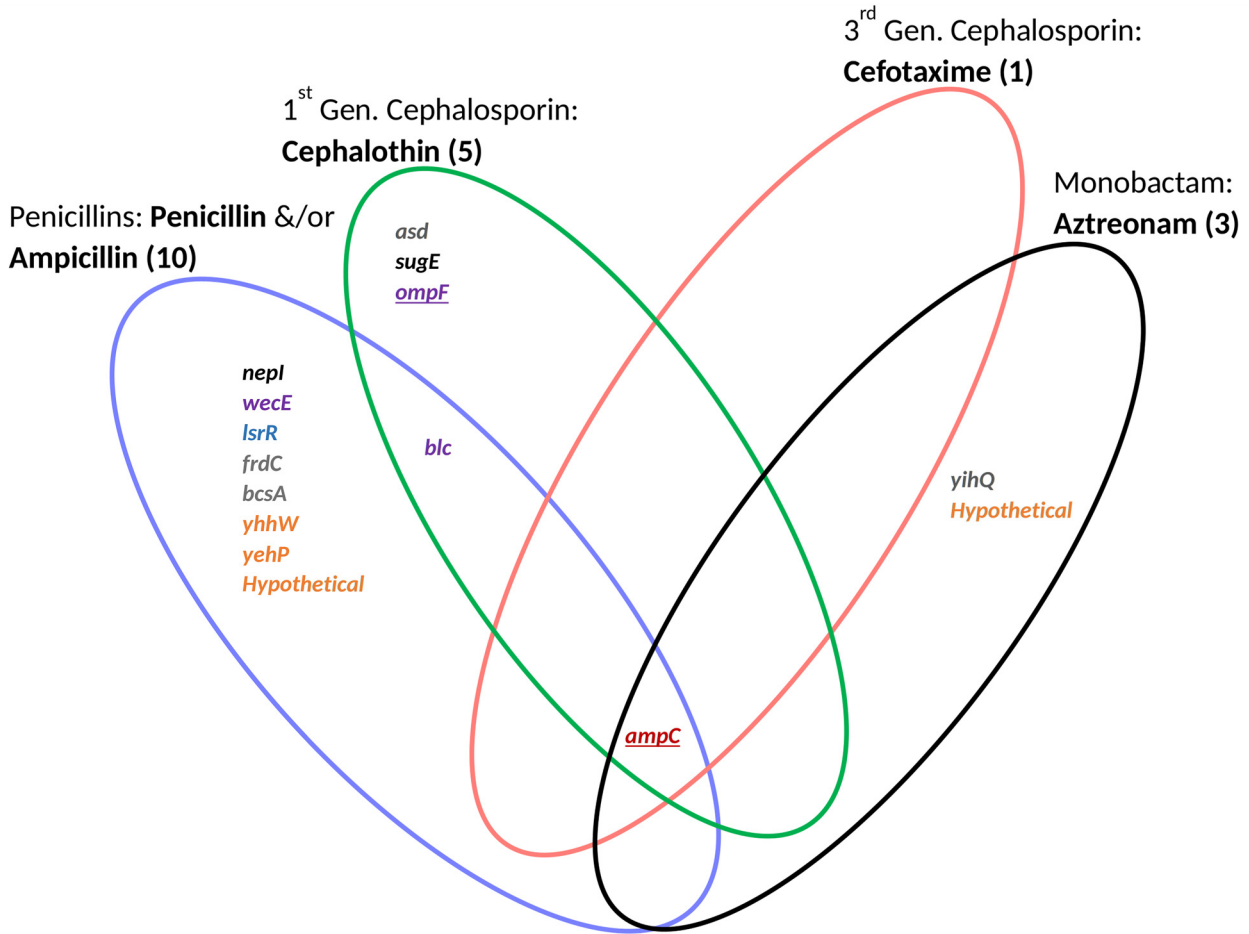 3rd Gen. Cephalosporin:
Cefotaxime (1)
1st Gen. Cephalosporin:
Cephalothin (5)
Monobactam:
Aztreonam (3)
Penicillins: Penicillin &/or
Ampicillin (10)
asd
sugE
ompF
nepI
wecE
lsrR
frdC
bcsA
yhhW
yehP
Hypothetical
blc
yihQ
Hypothetical
ampC